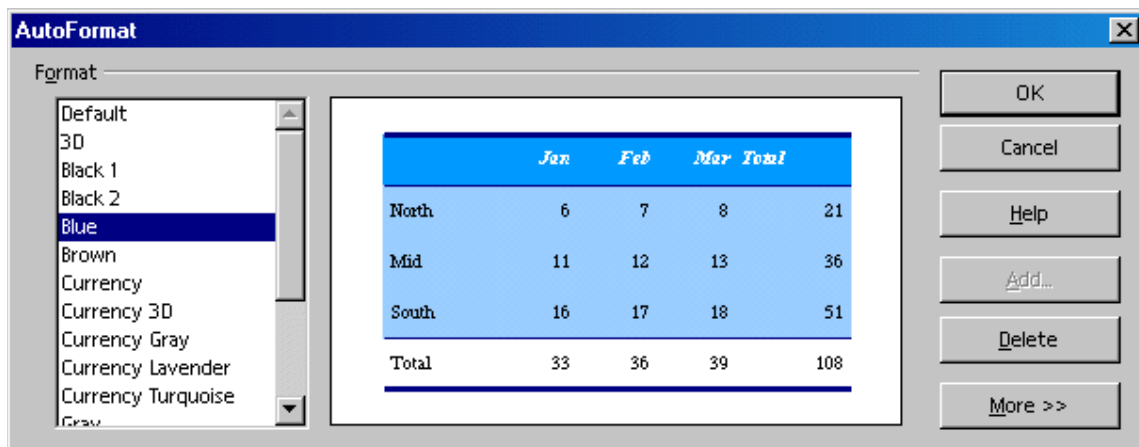 AutoFormat
Format
Default
3D
Black 1
Black 2
Blue
Brown
Currency
Currency 3D
Currency Gray
Currency Lavender
Currency Turquoise
Gray
Jan Feb Mar Total
North 6 7 8 21
Mid 11 12 13 36
South 16 17 18 51
Total 33 36 39 108
OK
Cancel
Help
Add...
Delete
More >>